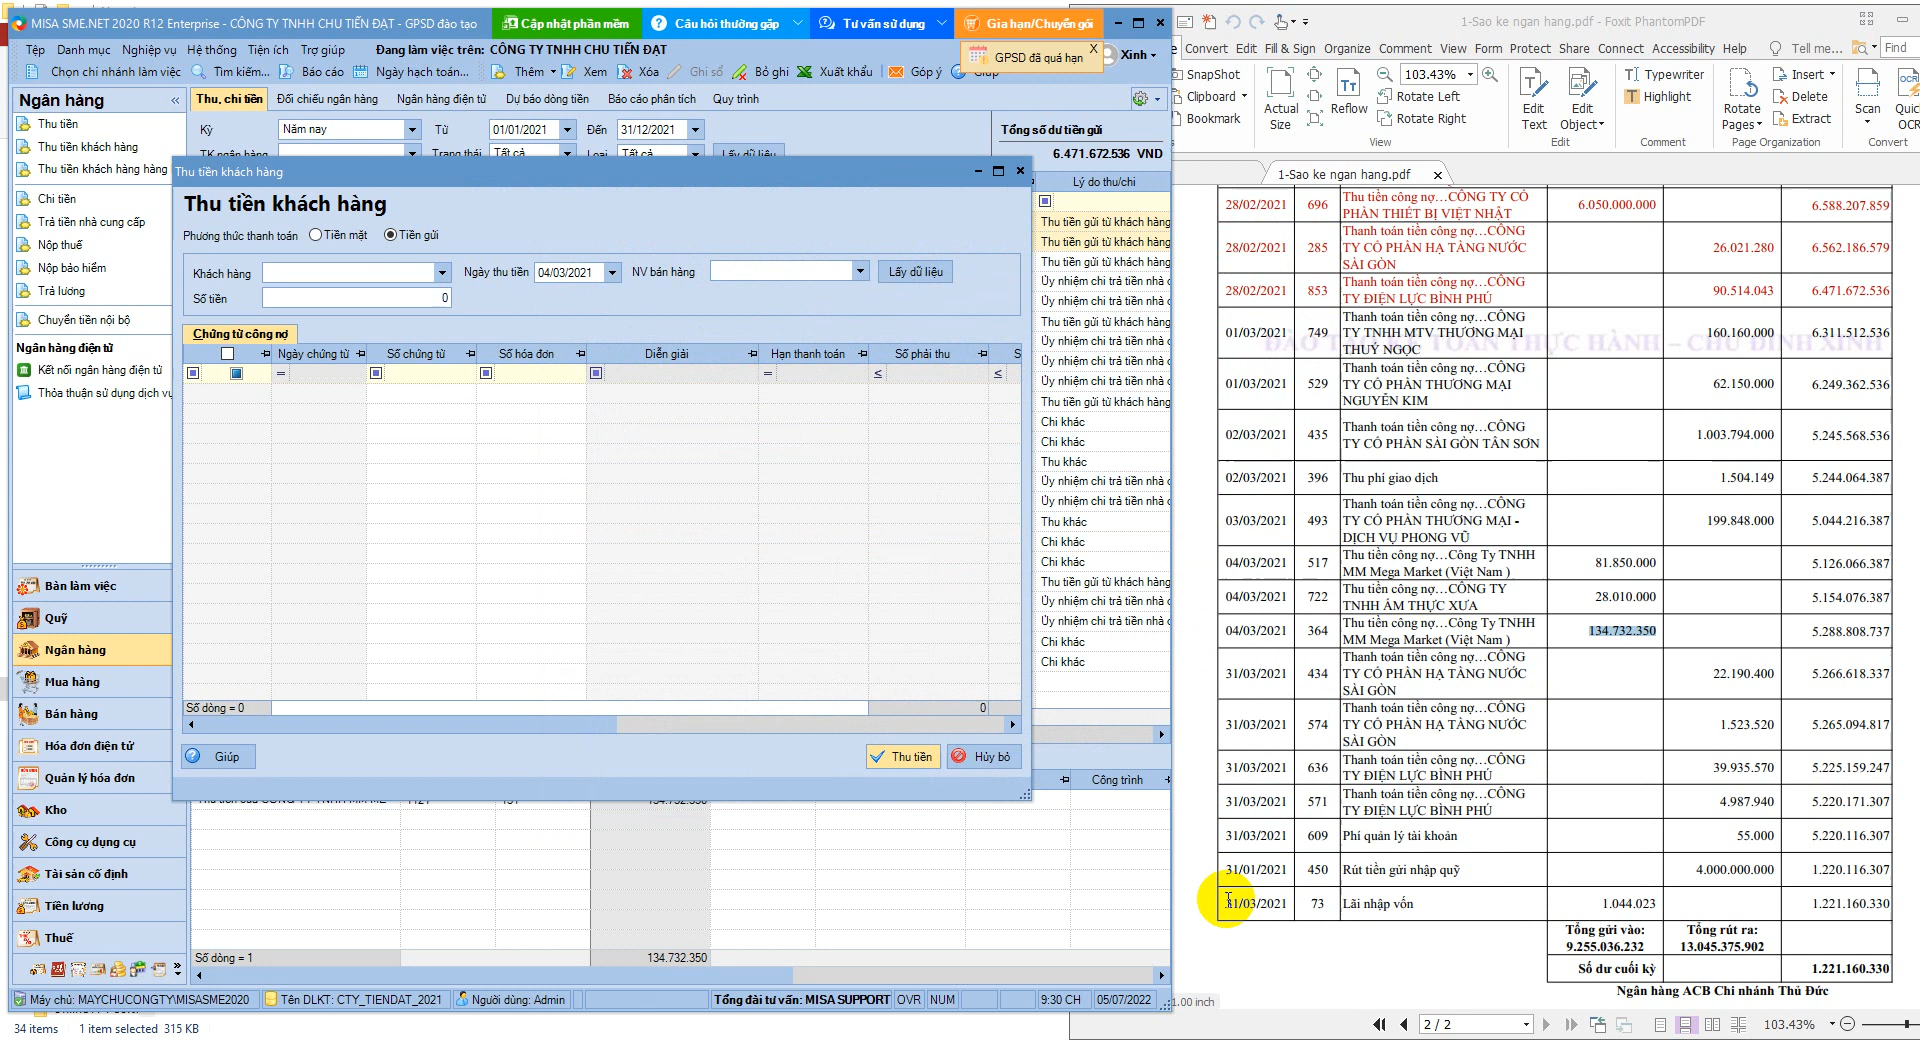 MISA SME.NET 2020 R12 Enterprise - CÔNG TY TNHH CHU TIẾN ĐẠT - GPSD đào tạo
Cập nhật phần mềm
Câu hỏi thường gặp
Tư vấn sử dụng
Gia hạn/Chuyển gói
Tệp Danh mục Nghiệp vụ Hệ thống Tiện ích Trợ giúp Đang làm việc trên: CÔNG TY TNHH CHU TIẾN ĐẠT
GPSD đã quá hạn X
Xinh
Chọn chi nhánh làm việc Tìm kiếm... Báo cáo Ngày hạch toán... Thêm Xem Xóa Ghi sổ Bỏ ghi Xuất khẩu Góp ý Giúp
Ngân hàng «
Thu tiền
Thu tiền khách hàng
Thu tiền khách hàng hàng
Chi tiền
Trả tiền nhà cung cấp
Nộp thuế
Nộp bảo hiểm
Trả lương
Chuyển tiền nội bộ
Ngân hàng điện tử
Kết nối ngân hàng điện tử
Thỏa thuận sử dụng dịch vụ
Bàn làm việc
Quỹ
Ngân hàng
Mua hàng
Bán hàng
Hóa đơn điện tử
Quản lý hóa đơn
Kho
Công cụ dụng cụ
Tài sản cố định
Tiền lương
Thuế
Thu, chi tiền Đối chiếu ngân hàng Ngân hàng điện tử Dự báo dòng tiền Báo cáo phân tích Quy trình
Kỳ Năm nay Từ 01/01/2021 Đến 31/12/2021
TK ngân hàng Trạng thái Tất cả Loại Tất cả Lấy dữ liệu
Tổng số dư tiền gửi
6.471.672.536 VND
Lý do thu/chi
Thu tiền gửi từ khách hàng
Thu tiền gửi từ khách hàng
Thu tiền gửi từ khách hàng
Ủy nhiệm chi trả tiền nhà c
Ủy nhiệm chi trả tiền nhà c
Thu tiền gửi từ khách hàng
Ủy nhiệm chi trả tiền nhà c
Ủy nhiệm chi trả tiền nhà c
Ủy nhiệm chi trả tiền nhà c
Thu tiền gửi từ khách hàng
Chi khác
Chi khác
Thu khác
Ủy nhiệm chi trả tiền nhà c
Ủy nhiệm chi trả tiền nhà c
Thu khác
Chi khác
Chi khác
Thu tiền gửi từ khách hàng
Ủy nhiệm chi trả tiền nhà c
Ủy nhiệm chi trả tiền nhà c
Chi khác
Chi khác
Thu tiền khách hàng
Thu tiền khách hàng
Phương thức thanh toán Tiền mặt Tiền gửi
Khách hàng Ngày thu tiền 04/03/2021 NV bán hàng Lấy dữ liệu
Số tiền 0
Chứng từ công nợ
Ngày chứng từ Số chứng từ Số hóa đơn Diễn giải Hạn thanh toán Số phải thu S
= = ≤ ≤
Số dòng = 0 0
Giúp Thu tiền Hủy bỏ
Công trình
134.732.350
Số dòng = 1 134.732.350
Máy chủ: MAYCHUCONGTY\MISASME2020 Tên DLKT: CTY_TIENDAT_2021 Người dùng: Admin Tổng đài tư vấn: MISA SUPPORT OVR NUM 9:30 CH 05/07/2022
34 items 1 item selected 315 KB
1-Sao ke ngan hang.pdf - Foxit PhantomPDF
Convert Edit Fill & Sign Organize Comment View Form Protect Share Connect Accessibility Help Tell me... Find
SnapShot
Clipboard
Bookmark
Actual Size
Reflow
103.43%
Rotate Left
Rotate Right
View
Edit Text
Edit Object
Edit
Typewriter
Highlight
Comment
Rotate Pages
Insert
Delete
Extract
Page Organization
Scan
Quic
OCR
Convert
1-Sao ke ngan hang.pdf
ĐÀO TẠO KẾ TOÁN THỰC HÀNH – CHU ĐÌNH XINH
28/02/2021 696 Thu tiền công nợ…CÔNG TY CỔ PHẦN THIẾT BỊ VIỆT NHẬT 6.050.000.000 6.588.207.859
28/02/2021 285 Thanh toán tiền công nợ…CÔNG TY CỔ PHẦN HẠ TẦNG NƯỚC SÀI GÒN 26.021.280 6.562.186.579
28/02/2021 853 Thanh toán tiền công nợ…CÔNG TY ĐIỆN LỰC BÌNH PHÚ 90.514.043 6.471.672.536
01/03/2021 749 Thanh toán tiền công nợ…CÔNG TY TNHH MTV THƯƠNG MẠI THUÝ NGỌC 160.160.000 6.311.512.536
01/03/2021 529 Thanh toán tiền công nợ…CÔNG TY CỔ PHẦN THƯƠNG MẠI NGUYỄN KIM 62.150.000 6.249.362.536
02/03/2021 435 Thanh toán tiền công nợ…CÔNG TY CỔ PHẦN SÀI GÒN TÂN SƠN 1.003.794.000 5.245.568.536
02/03/2021 396 Thu phí giao dịch 1.504.149 5.244.064.387
03/03/2021 493 Thanh toán tiền công nợ…CÔNG TY CỔ PHẦN THƯƠNG MẠI - DỊCH VỤ PHONG VŨ 199.848.000 5.044.216.387
04/03/2021 517 Thu tiền công nợ…Công Ty TNHH MM Mega Market (Việt Nam ) 81.850.000 5.126.066.387
04/03/2021 722 Thu tiền công nợ…CÔNG TY TNHH ẨM THỰC XƯA 28.010.000 5.154.076.387
04/03/2021 364 Thu tiền công nợ…Công Ty TNHH MM Mega Market (Việt Nam ) 134.732.350 5.288.808.737
31/03/2021 434 Thanh toán tiền công nợ…CÔNG TY CỔ PHẦN HẠ TẦNG NƯỚC SÀI GÒN 22.190.400 5.266.618.337
31/03/2021 574 Thanh toán tiền công nợ…CÔNG TY CỔ PHẦN HẠ TẦNG NƯỚC SÀI GÒN 1.523.520 5.265.094.817
31/03/2021 636 Thanh toán tiền công nợ…CÔNG TY ĐIỆN LỰC BÌNH PHÚ 39.935.570 5.225.159.247
31/03/2021 571 Thanh toán tiền công nợ…CÔNG TY ĐIỆN LỰC BÌNH PHÚ 4.987.940 5.220.171.307
31/03/2021 609 Phí quản lý tài khoản 55.000 5.220.116.307
31/01/2021 450 Rút tiền gửi nhập quỹ 4.000.000.000 1.220.116.307
31/03/2021 73 Lãi nhập vốn 1.044.023 1.221.160.330
Tổng gửi vào: Tổng rút ra:
9.255.036.232 13.045.375.902
Số dư cuối kỳ 1.221.160.330
Ngân hàng ACB Chi nhánh Thủ Đức
1.00 inch
2 / 2
103.43%